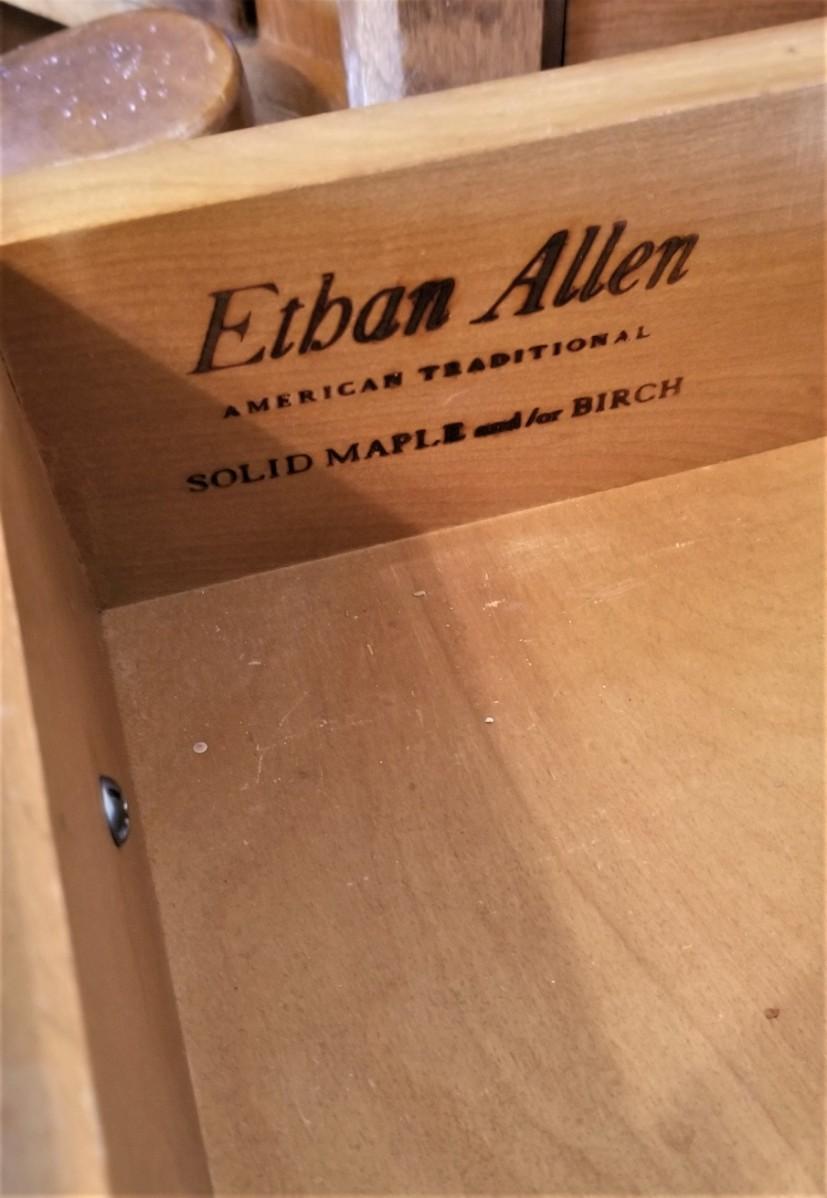 Ethan Allen
AMERICAN TRADITIONAL
SOLID MAPLE and/or BIRCH